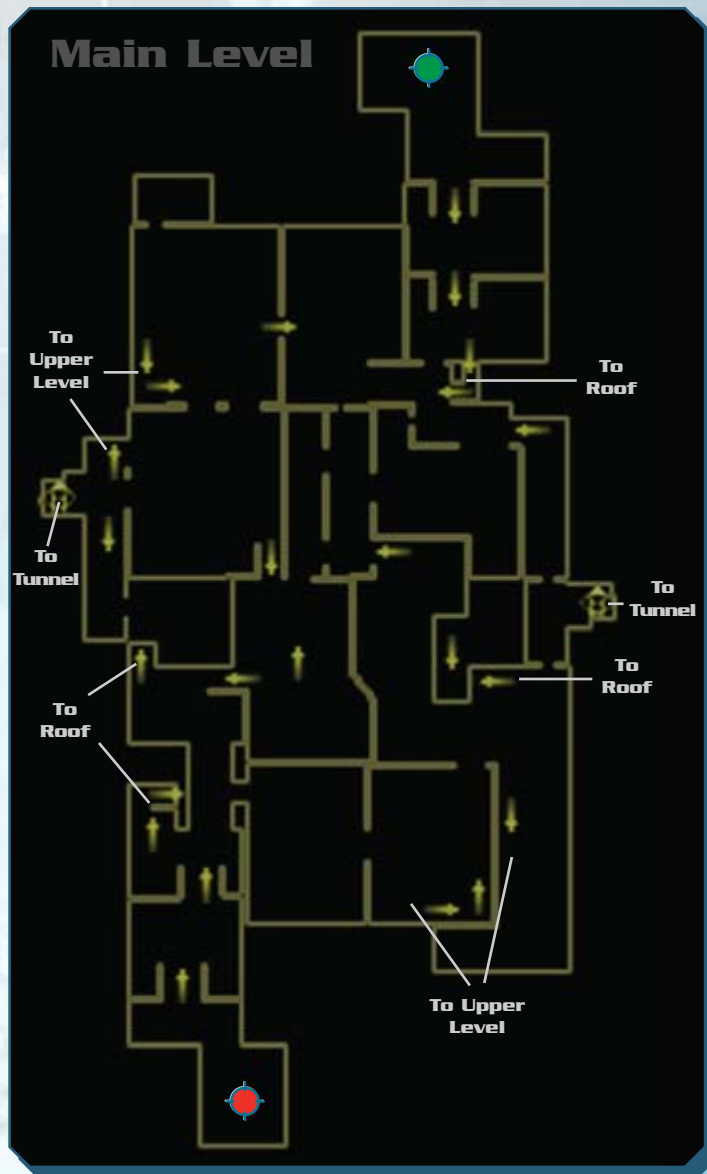 Main Level
To
Upper
Level
To
Roof
To
Tunnel
To
Tunnel
To
Roof
To
Roof
To Upper
Level